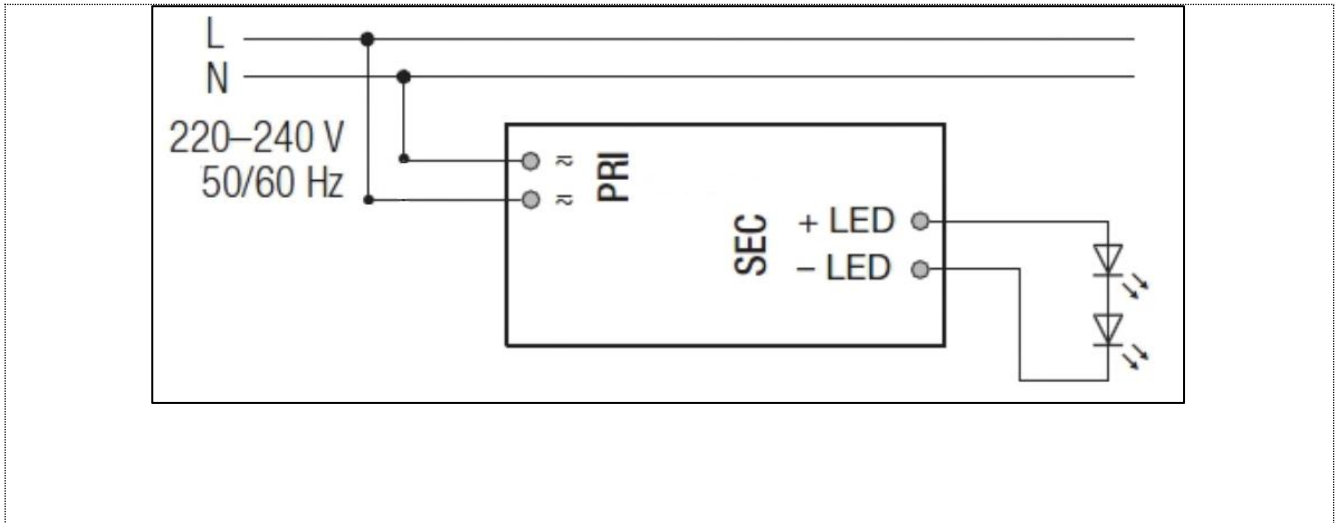 L
N
220–240 V
50/60 Hz
≈
≈
PRI
SEC
+ LED
– LED